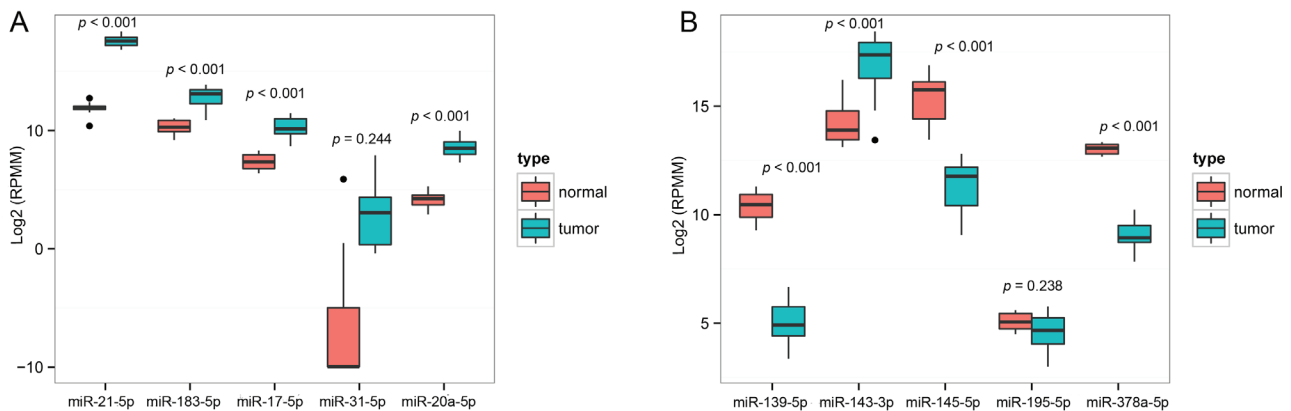 A
p < 0.001
p < 0.001
p < 0.001
p = 0.244
p < 0.001
10
0
−10
Log2 (RPMM)
miR-21-5p
miR-183-5p
miR-17-5p
miR-31-5p
miR-20a-5p
type
normal
tumor
B
p < 0.001
p < 0.001
p < 0.001
p = 0.238
p < 0.001
15
10
5
Log2 (RPMM)
miR-139-5p
miR-143-3p
miR-145-5p
miR-195-5p
miR-378a-5p
type
normal
tumor